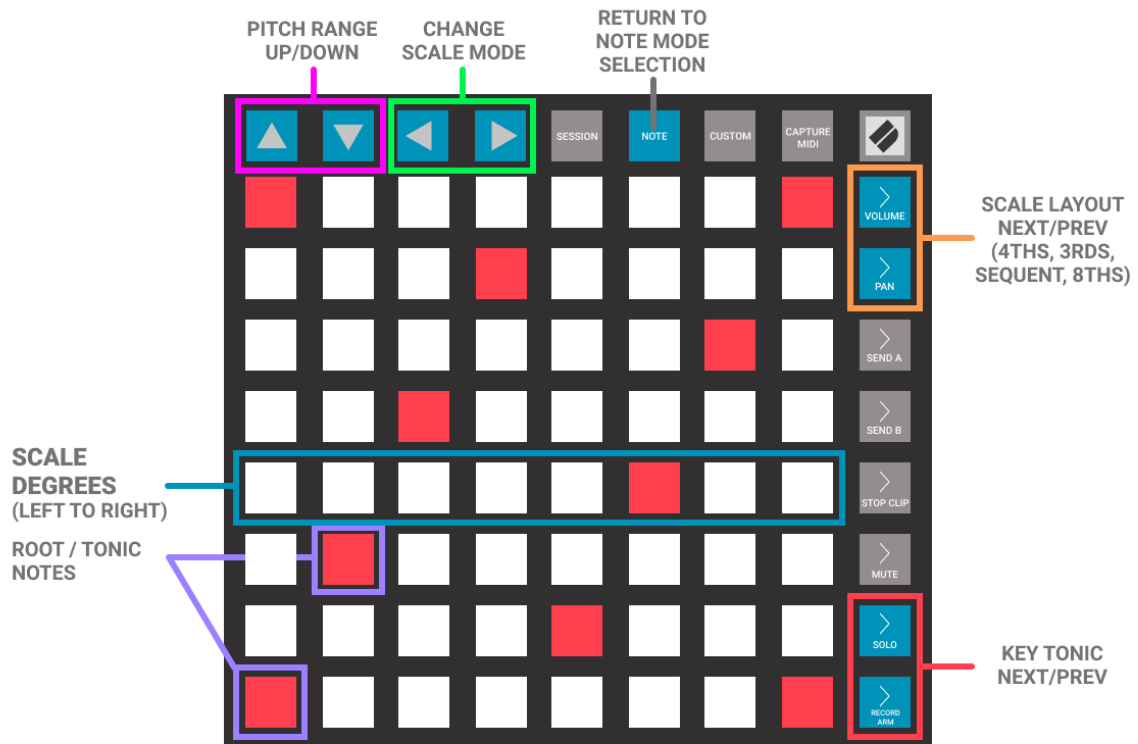 PITCH RANGE
UP/DOWN
CHANGE
SCALE MODE
RETURN TO
NOTE MODE
SELECTION
SESSION
NOTE
CUSTOM
CAPTURE
MIDI
VOLUME
PAN
SEND A
SEND B
STOP CLIP
MUTE
SOLO
RECORD
ARM
SCALE LAYOUT
NEXT/PREV
(4THS, 3RDS,
SEQUENT, 8THS)
SCALE
DEGREES
(LEFT TO RIGHT)
ROOT / TONIC
NOTES
KEY TONIC
NEXT/PREV